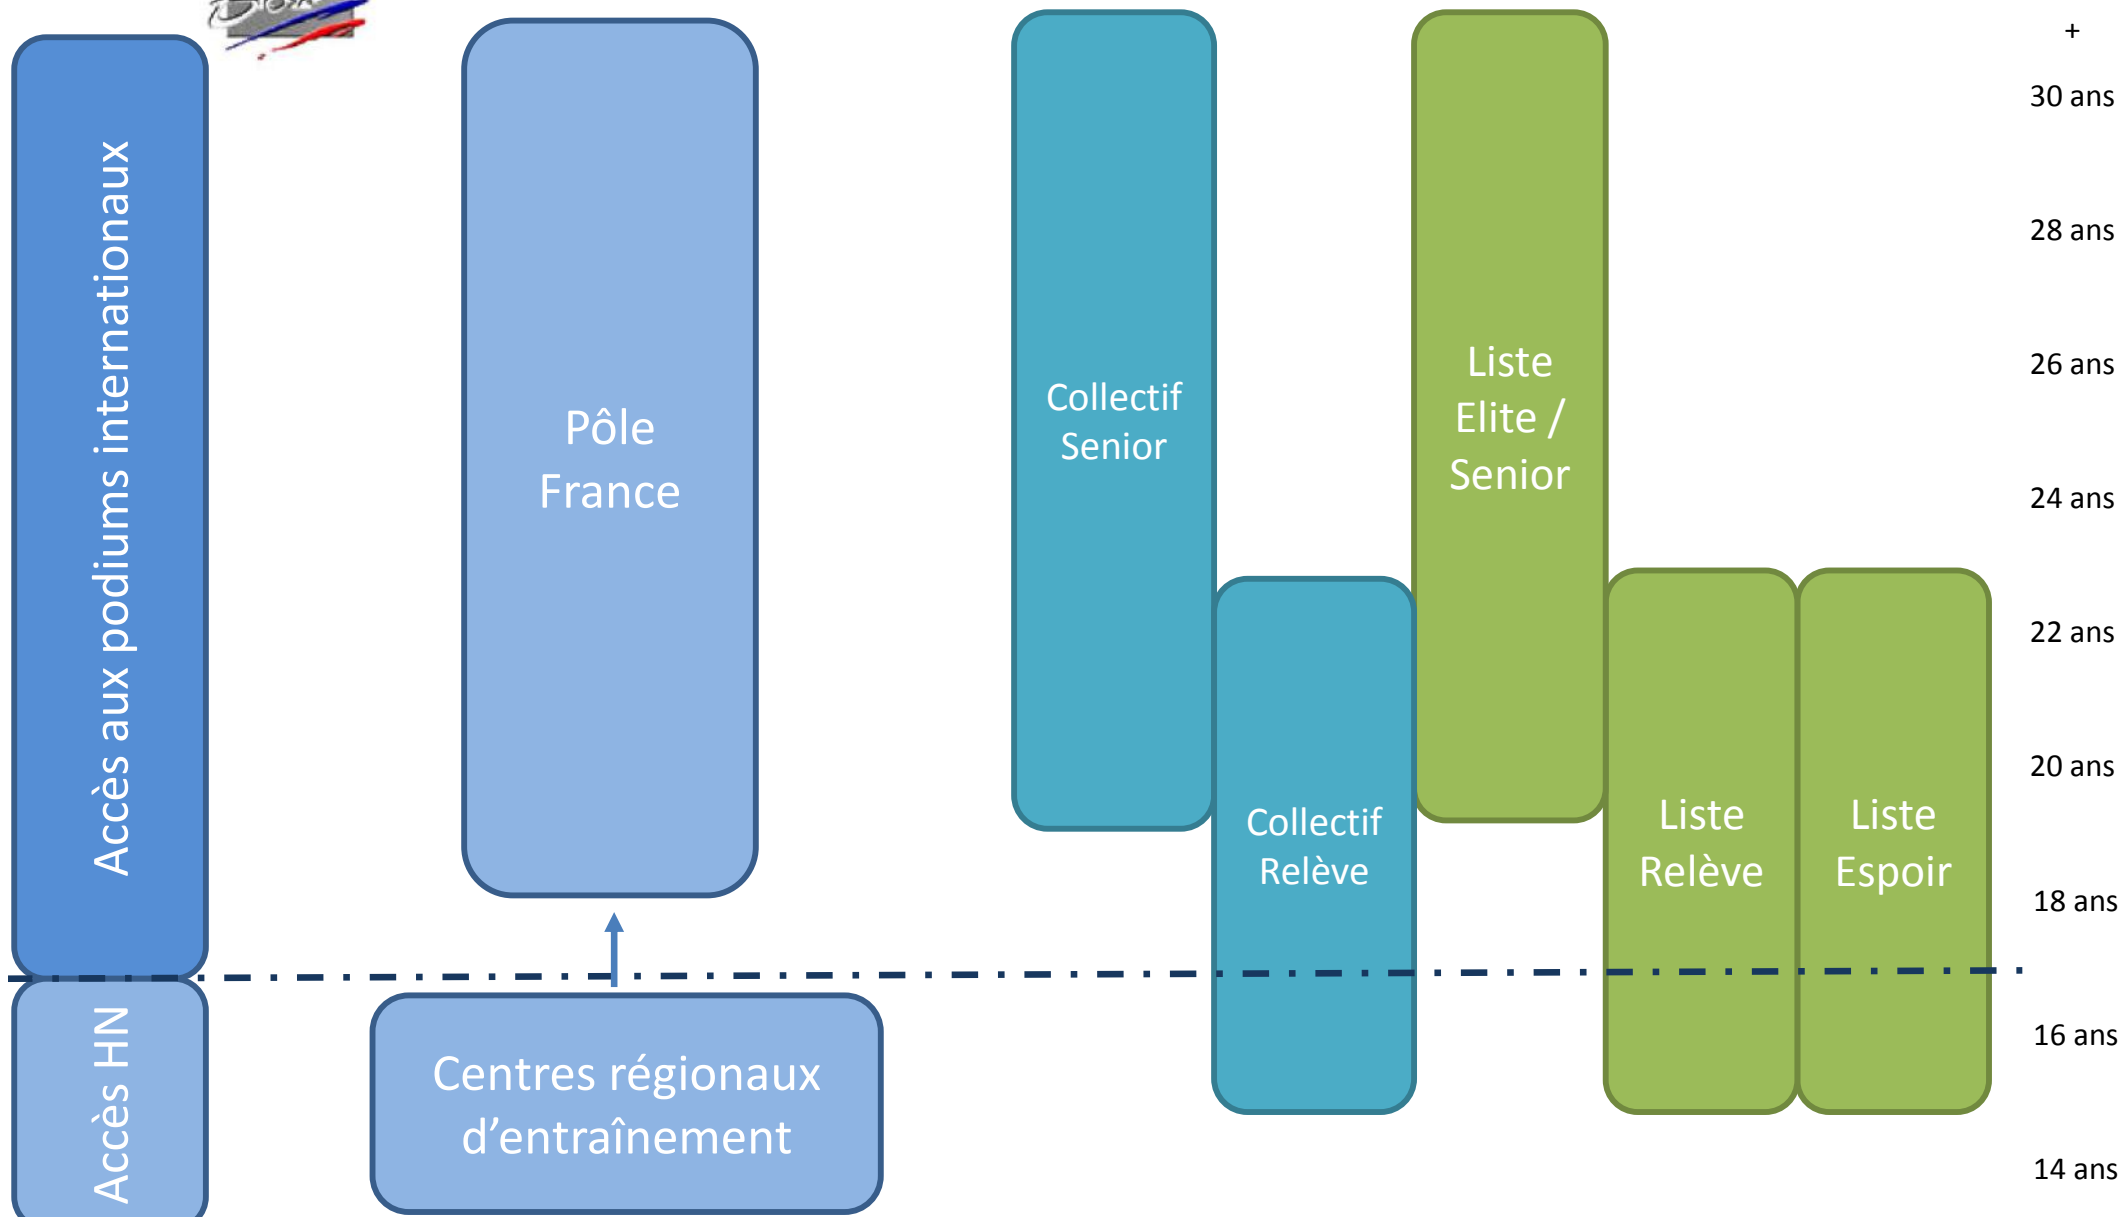 Accès aux podiums internationaux
Accès HN
Pôle
France
Centres régionaux
d’entraînement
Collectif
Senior
Collectif
Relève
Liste
Elite /
Senior
Liste
Relève
Liste
Espoir
+
30 ans
28 ans
26 ans
24 ans
22 ans
20 ans
18 ans
16 ans
14 ans